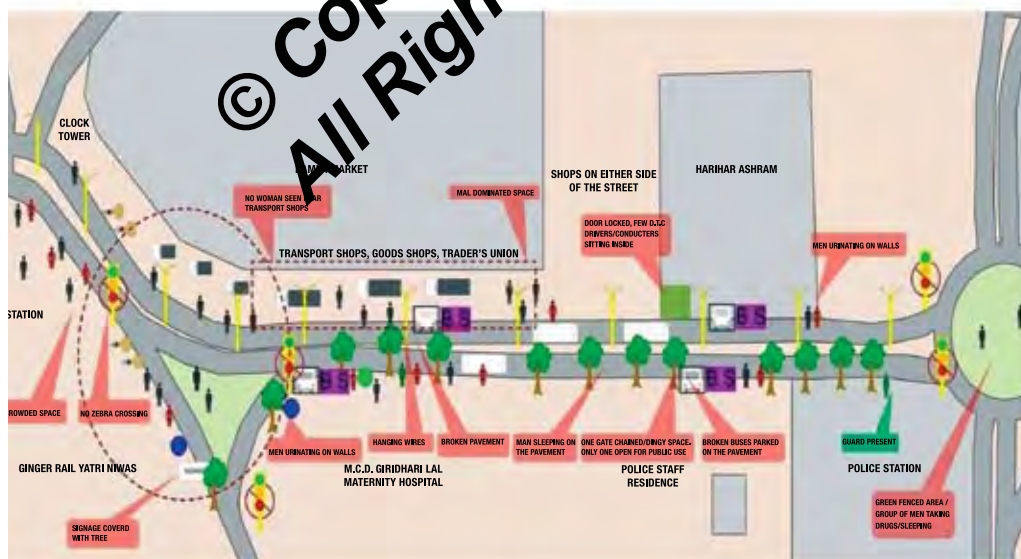 © Cop
All Righ
CLOCK
TOWER
MARKET
NO WOMAN SEEN
TRANSPORT SHOPS
MAL DOMINATED SPACE
SHOPS ON EITHER SIDE
OF THE STREET
HARIHAR ASHRAM
DOOR LOCKED, FEW D.T.C
DRIVERS/CONDUCTERS
SITTING INSIDE
MEN URINATING ON WALLS
TRANSPORT SHOPS, GOODS SHOPS, TRADER'S UNION
STATION
ROWDED SPACE
NO ZEBRA CROSSING
MEN URINATING ON WALLS
HANGING WIRES
BROKEN PAVEMENT
MAN SLEEPING ON
THE PAVEMENT
ONE GATE CHAINED/DINGY SPACE.
ONLY ONE OPEN FOR PUBLIC USE
BROKEN BUSES PARKED
ON THE PAVEMENT
GUARD PRESENT
GINGER RAIL YATRI NIWAS
M.C.D. GIRIDHARI LAL
MATERNITY HOSPITAL
POLICE STAFF
RESIDENCE
POLICE STATION
SIGNAGE COVERD
WITH TREE
GREEN FENCED AREA /
GROUP OF MEN TAKING
DRUGS/SLEEPING